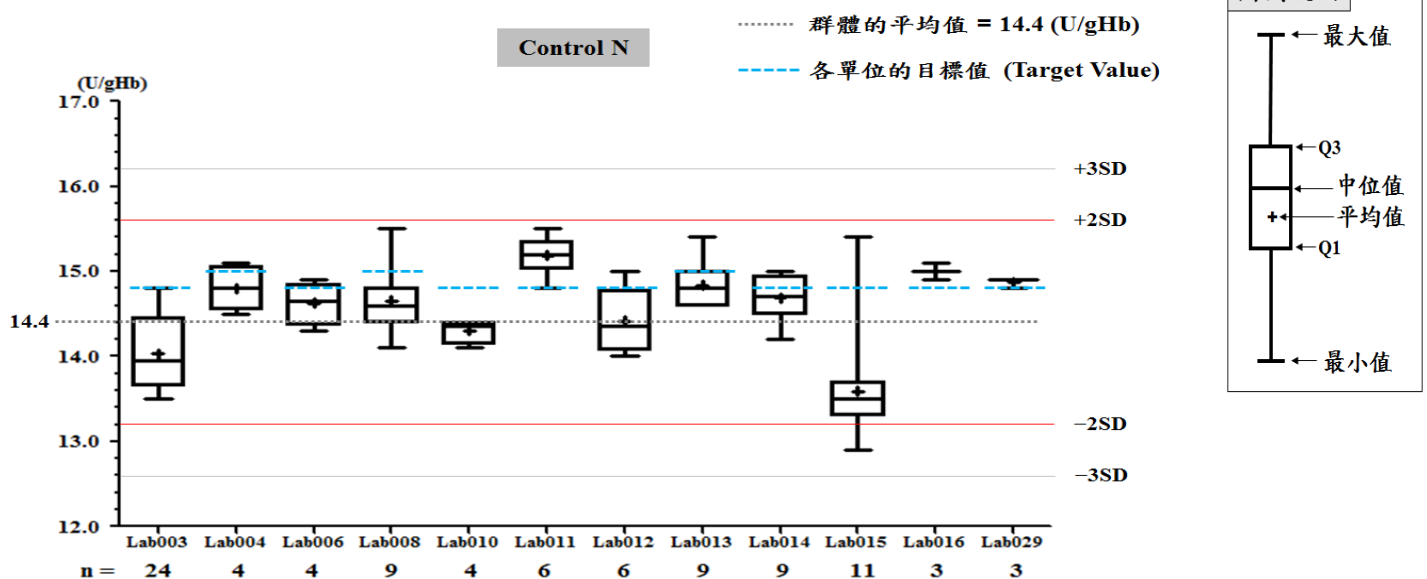 群體的平均值 = 14.4 (U/gHb)
Control N
各單位的目標值 (Target Value)
(U/gHb)
17.0
16.0
15.0
14.4
14.0
13.0
12.0
+3SD
+2SD
−2SD
−3SD
Lab003 Lab004 Lab006 Lab008 Lab010 Lab011 Lab012 Lab013 Lab014 Lab015 Lab016 Lab029
n = 24 4 4 9 4 6 6 9 9 11 3 3
最大值
Q3
中位值
平均值
Q1
最小值